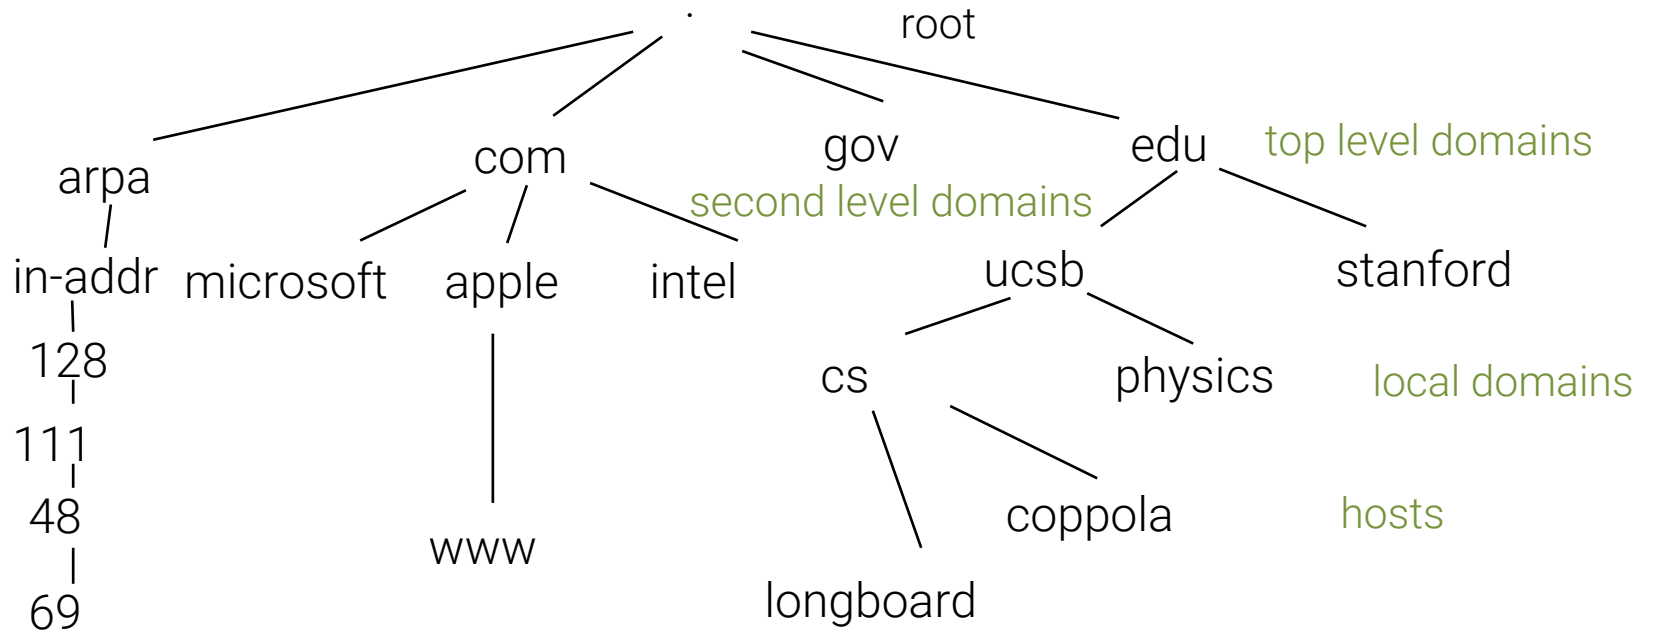 .
root
arpa
com
gov
edu
top level domains
second level domains
in-addr
microsoft
apple
intel
ucsb
stanford
128
cs
physics
local domains
111
48
coppola
hosts
www
longboard
69